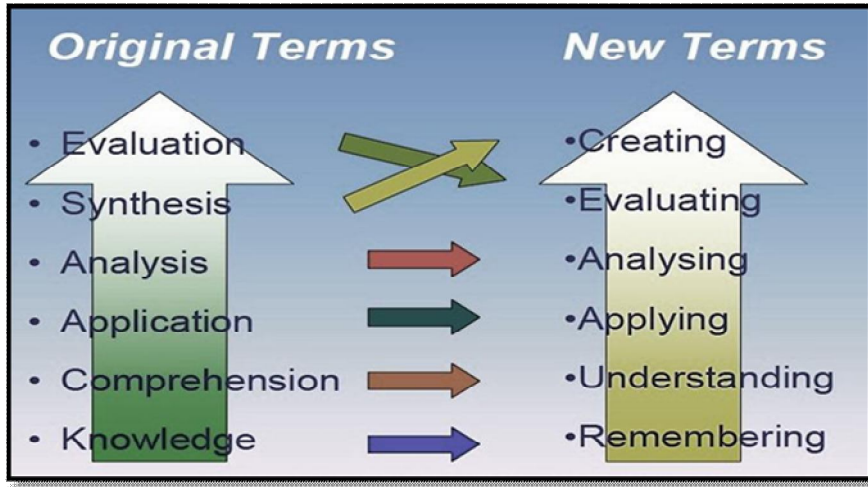 Original Terms
New Terms
• Evaluation
• Synthesis
• Analysis
• Application
• Comprehension
• Knowledge
•Creating
•Evaluating
•Analysing
•Applying
•Understanding
•Remembering